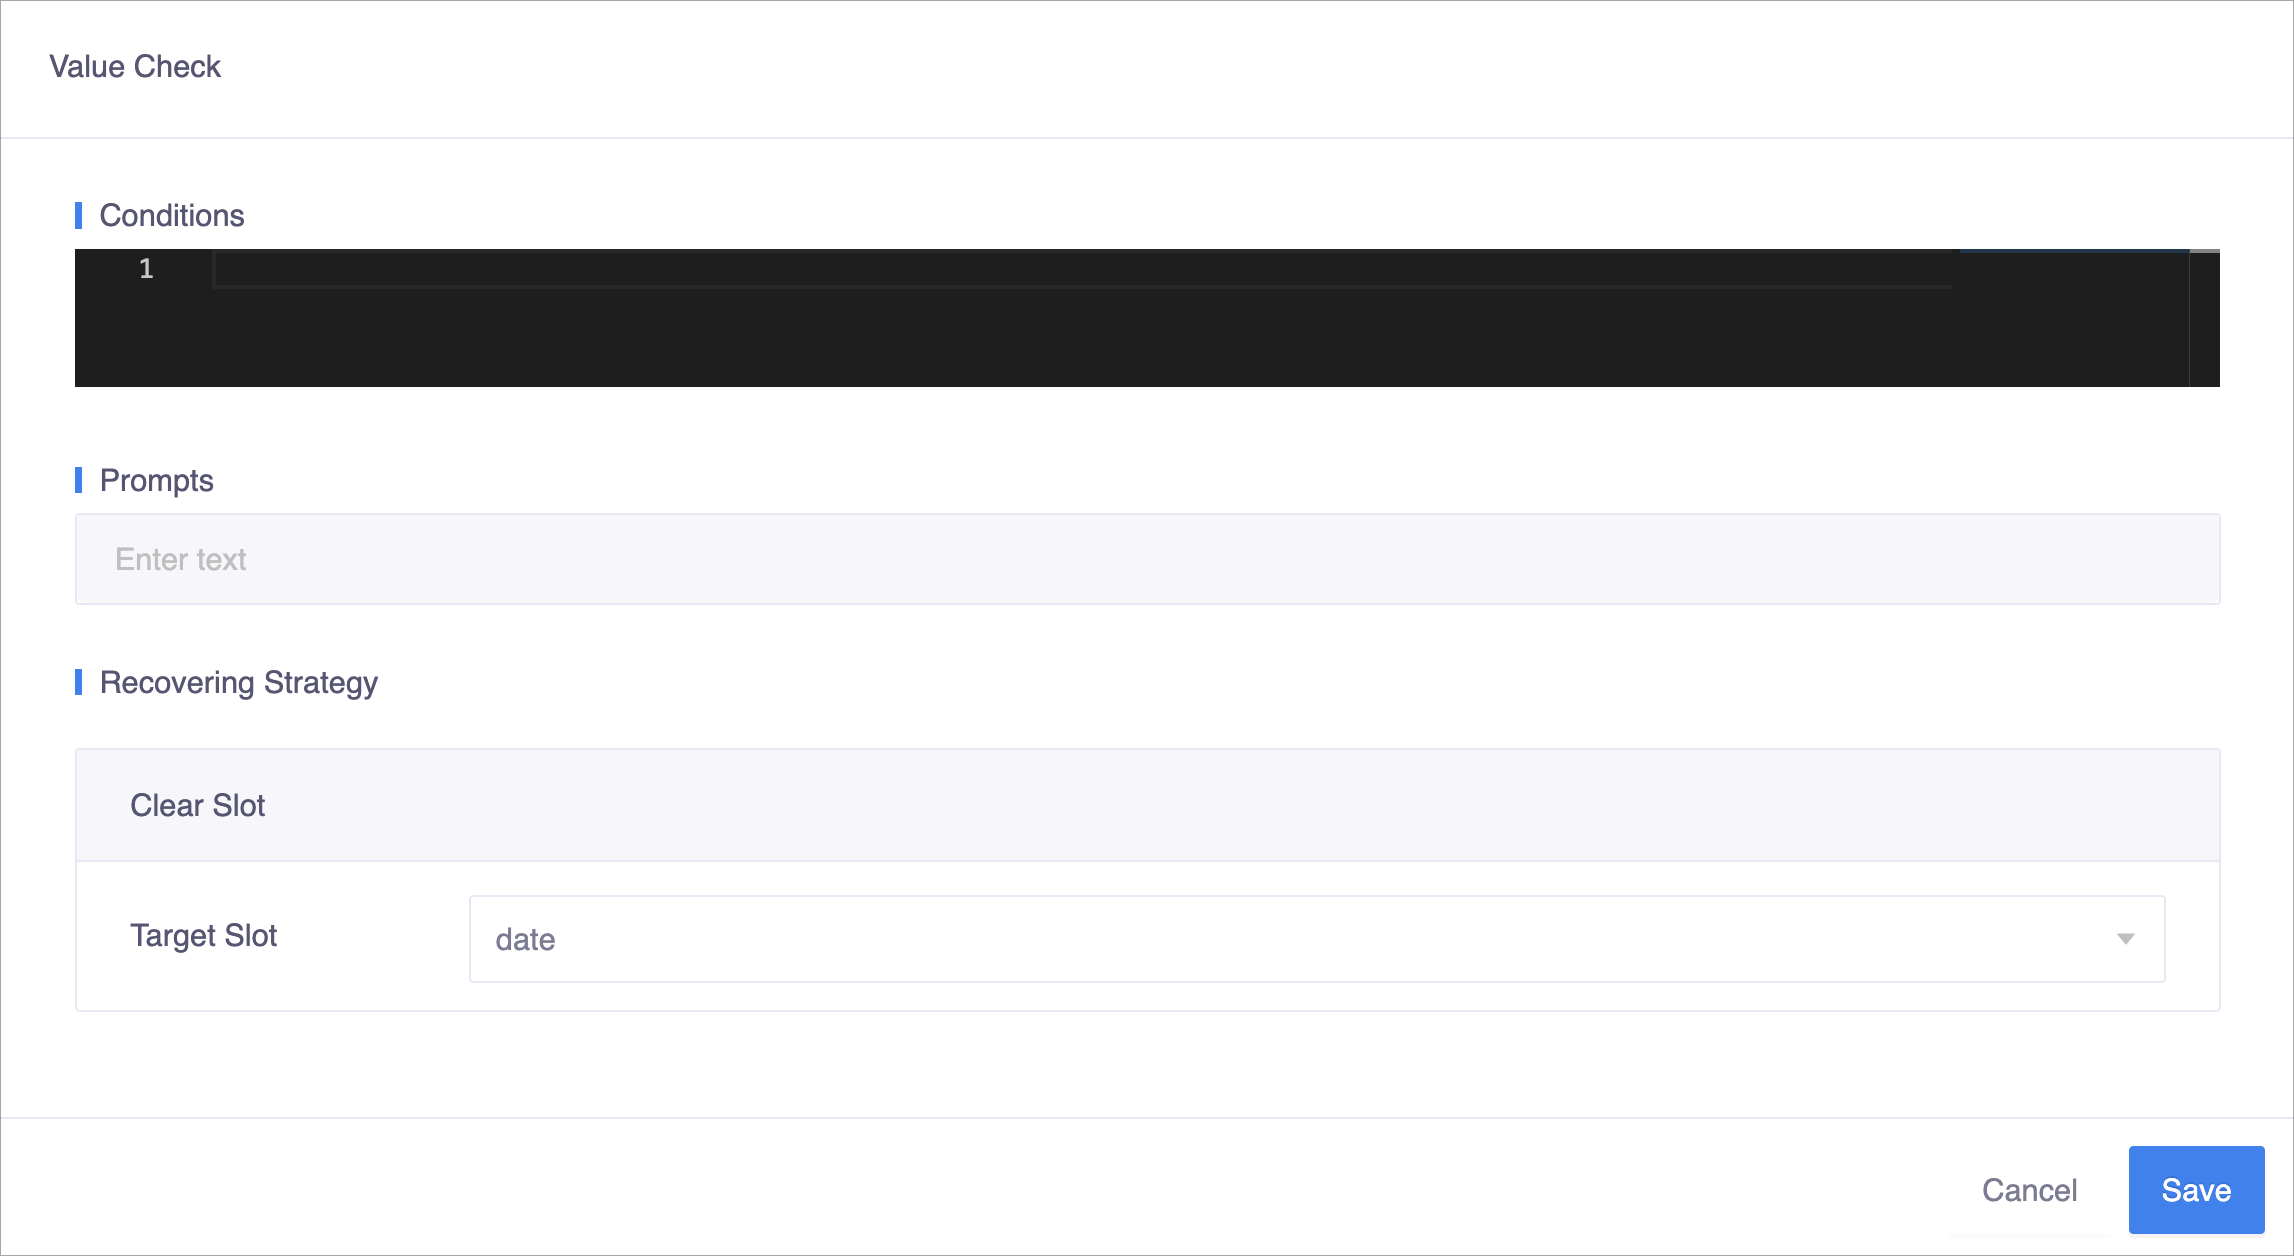 Value Check
Conditions
1
Prompts
Enter text
Recovering Strategy
Clear Slot
Target Slot
date
Cancel
Save